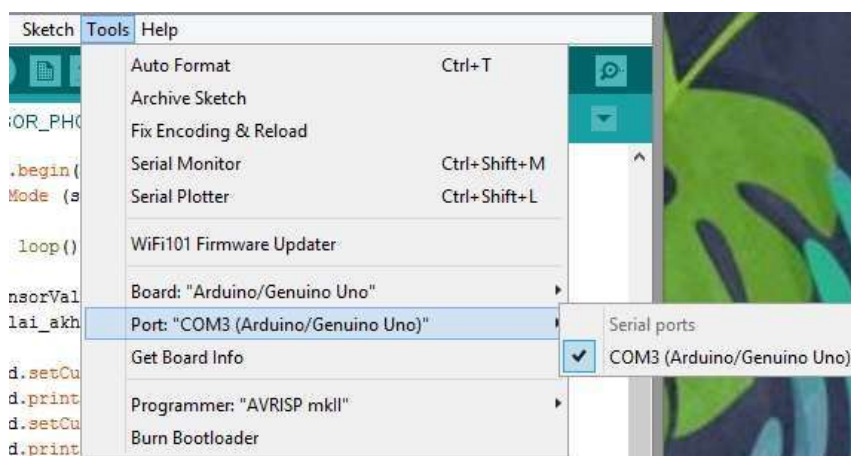 Sketch Tools Help
Auto Format Ctrl+T
Archive Sketch
Fix Encoding & Reload
Serial Monitor Ctrl+Shift+M
Serial Plotter Ctrl+Shift+L
WiFi101 Firmware Updater
Board: "Arduino/Genuino Uno"
Port: "COM3 (Arduino/Genuino Uno)"
Get Board Info
Programmer: "AVRISP mkII"
Burn Bootloader
Serial ports
COM3 (Arduino/Genuino Uno)
SOR_PHO
.begin(
Mode (s
loop()
nsorVal
lai_akh
d.setCu
d.print
d.setCu
d.print